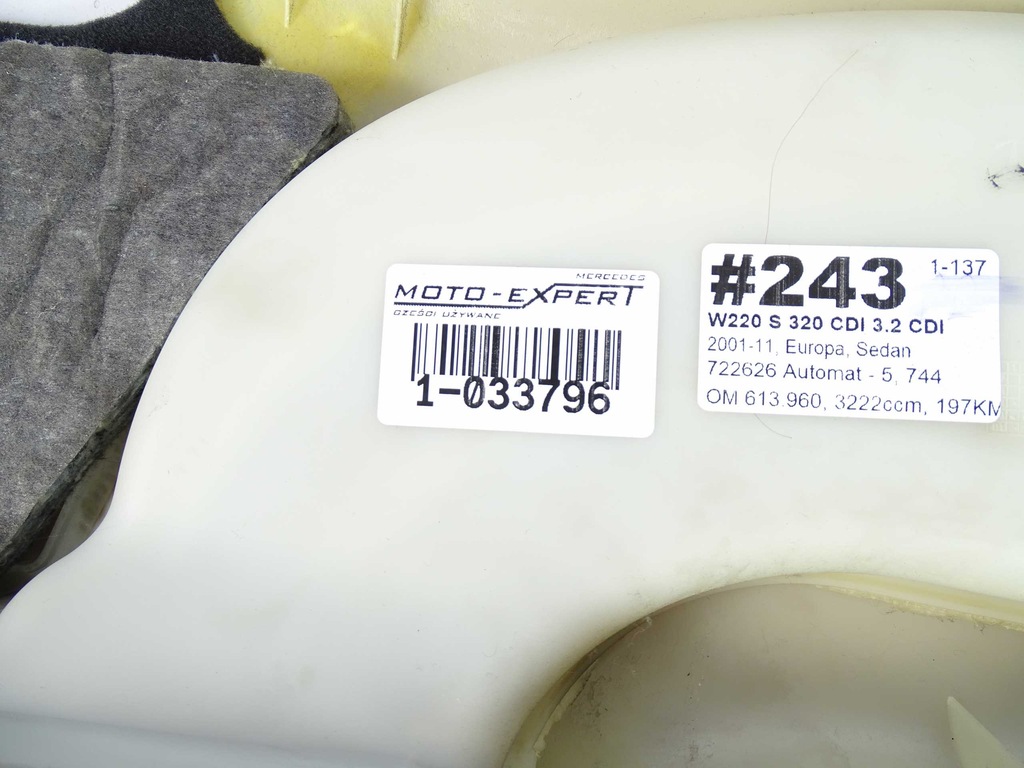 MERCEDES
MOTO-EXPERT
CZĘŚCI UŻYWANE
1-033796
#243 1-137
W220 S 320 CDI 3.2 CDI
2001-11, Europa, Sedan
722626 Automat - 5, 744
OM 613.960, 3222ccm, 197KM